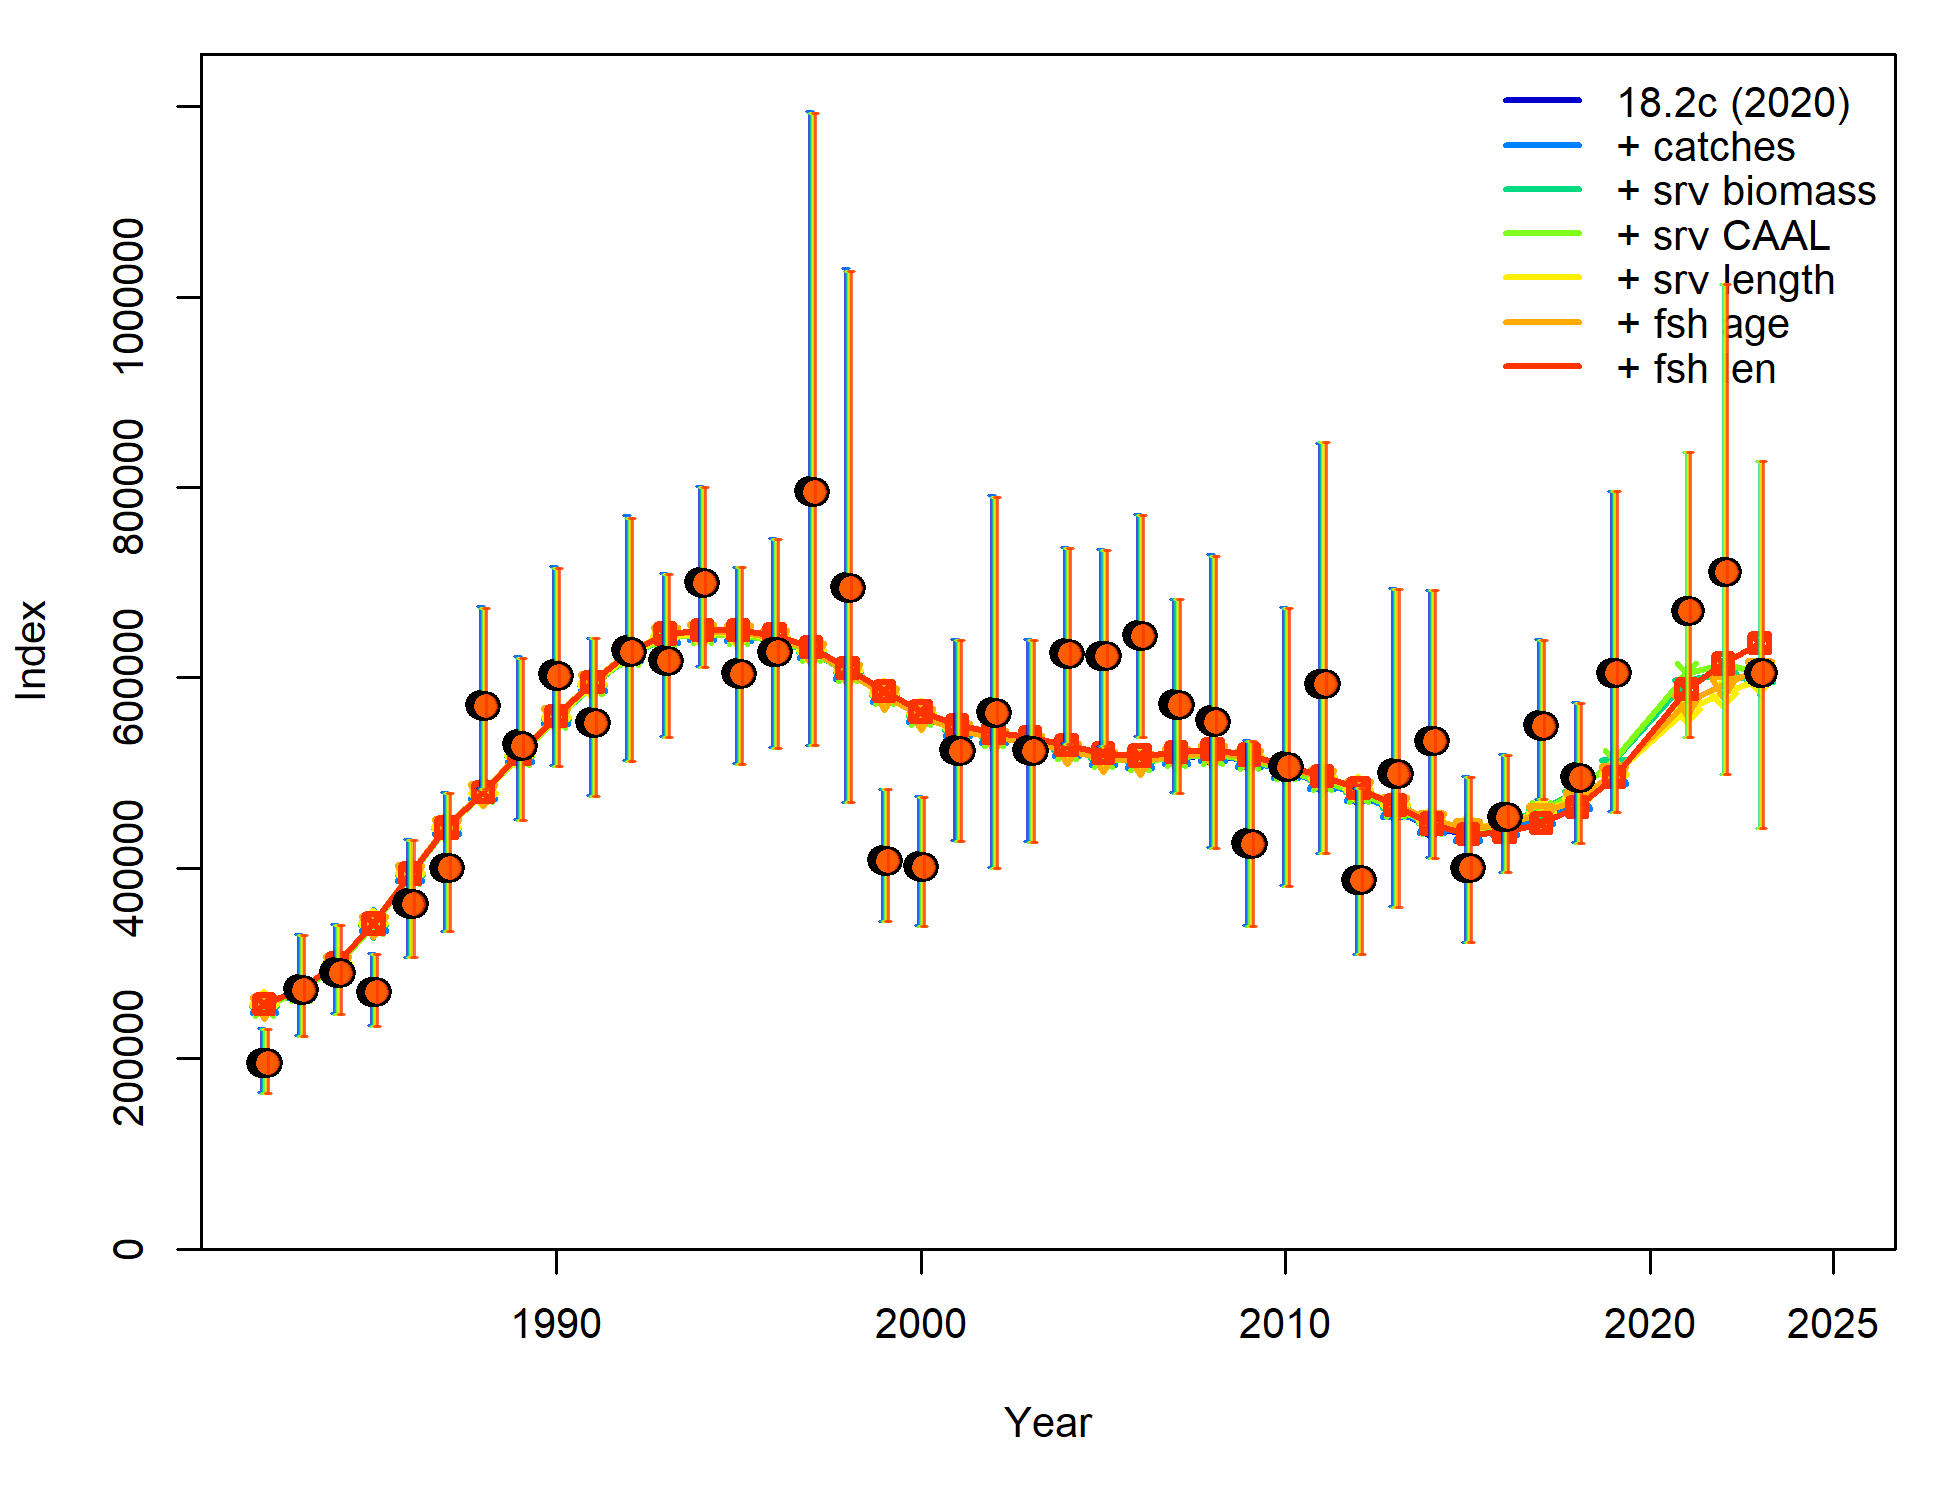 18.2c (2020)
+ catches
+ srv biomass
+ srv CAAL
+ srv length
+ fsh age
+ fsh len
Index
0
200000
400000
600000
800000
1000000
1990
2000
2010
2020
2025
Year